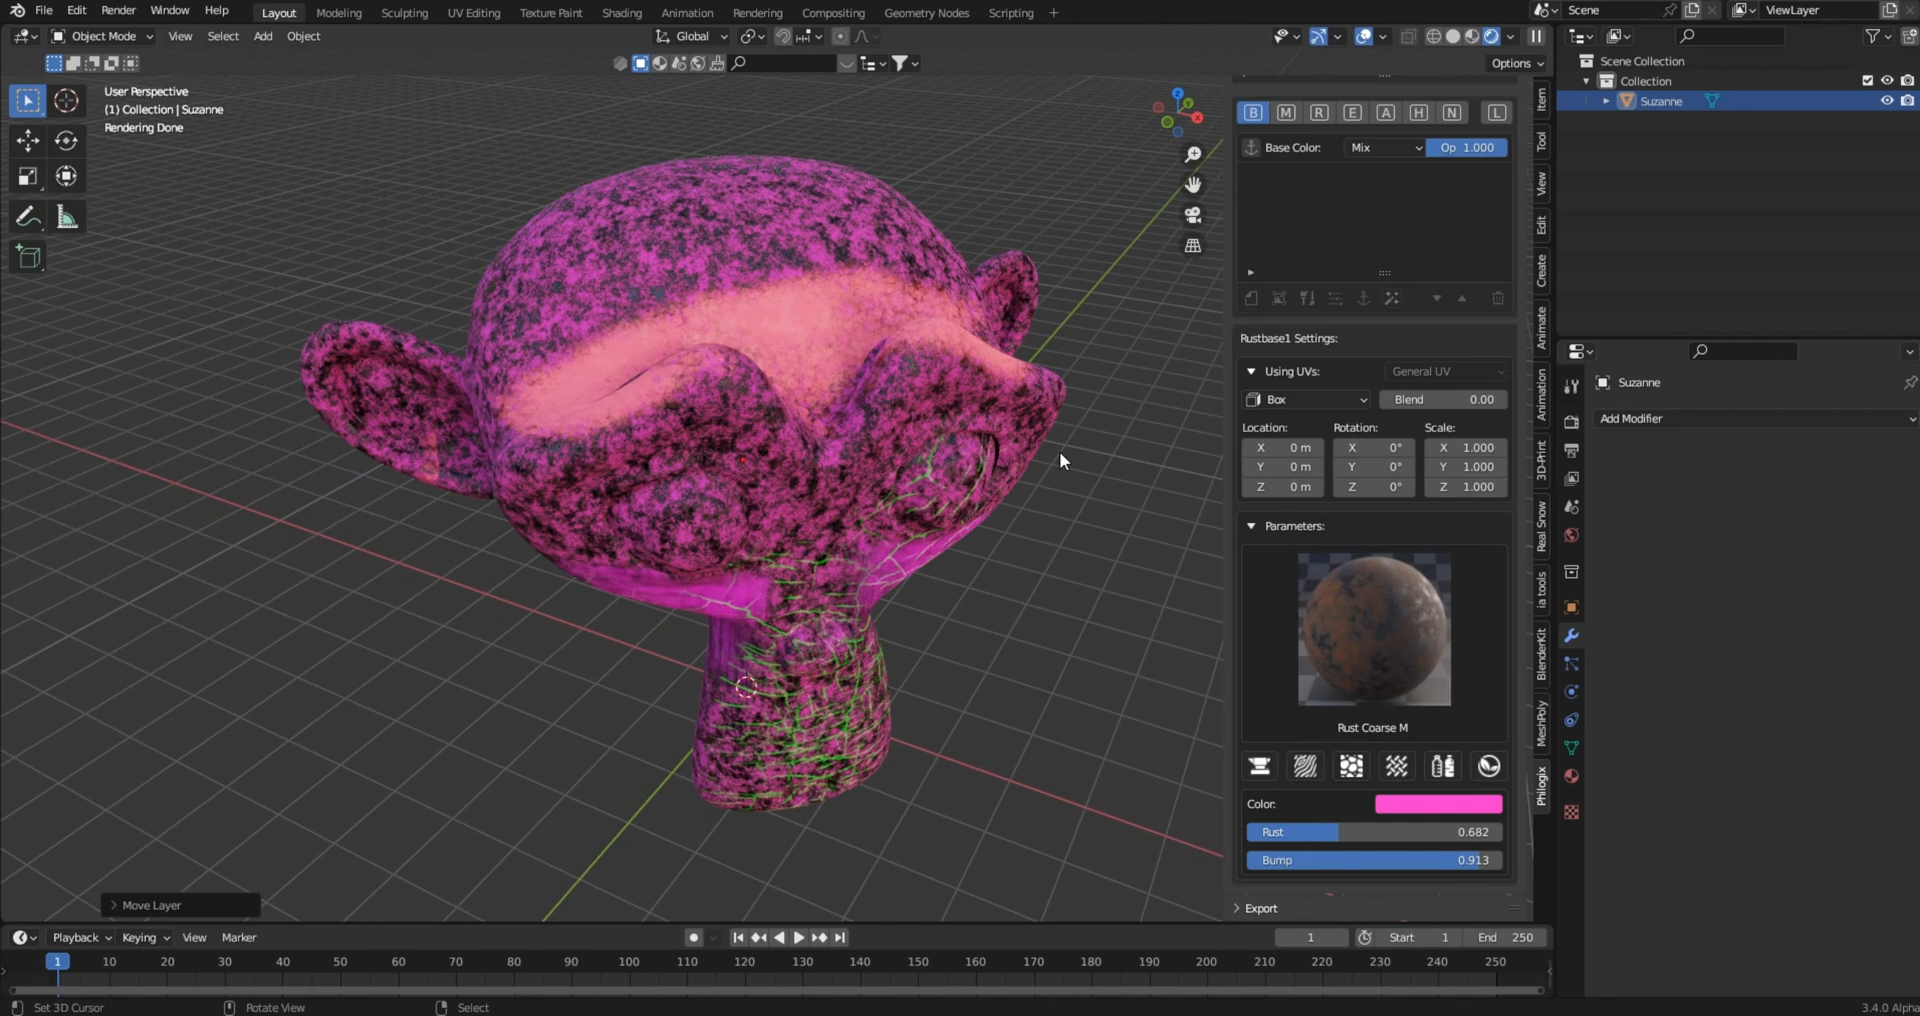 File Edit Render Window Help Layout Modeling Sculpting UV Editing Texture Paint Shading Animation Rendering Compositing Geometry Nodes Scripting + Scene ViewLayer
Object Mode View Select Add Object Global
Options
User Perspective
(1) Collection | Suzanne
Rendering Done
Scene Collection
Collection
Suzanne
B M R E A H N L
Base Color: Mix Op 1.000
Rustbase1 Settings:
Using UVs: General UV
Box Blend 0.00
Location: Rotation: Scale:
X 0 m X 0° X 1.000
Y 0 m Y 0° Y 1.000
Z 0 m Z 0° Z 1.000
Parameters:
Rust Coarse M
Color:
Rust 0.682
Bump 0.913
Export
Item
Tool
View
Edit
Create
Animate
Animation
3D-Print
Real Snow
ia tools
BlenderKit
MeshPoly
Philogix
Suzanne
Add Modifier
Z
Y
X
Move Layer
Playback Keying View Marker 1 Start 1 End 250
1 10 20 30 40 50 60 70 80 90 100 110 120 130 140 150 160 170 180 190 200 210 220 230 240 250
Set 3D Cursor Rotate View Select 3.4.0 Alpha